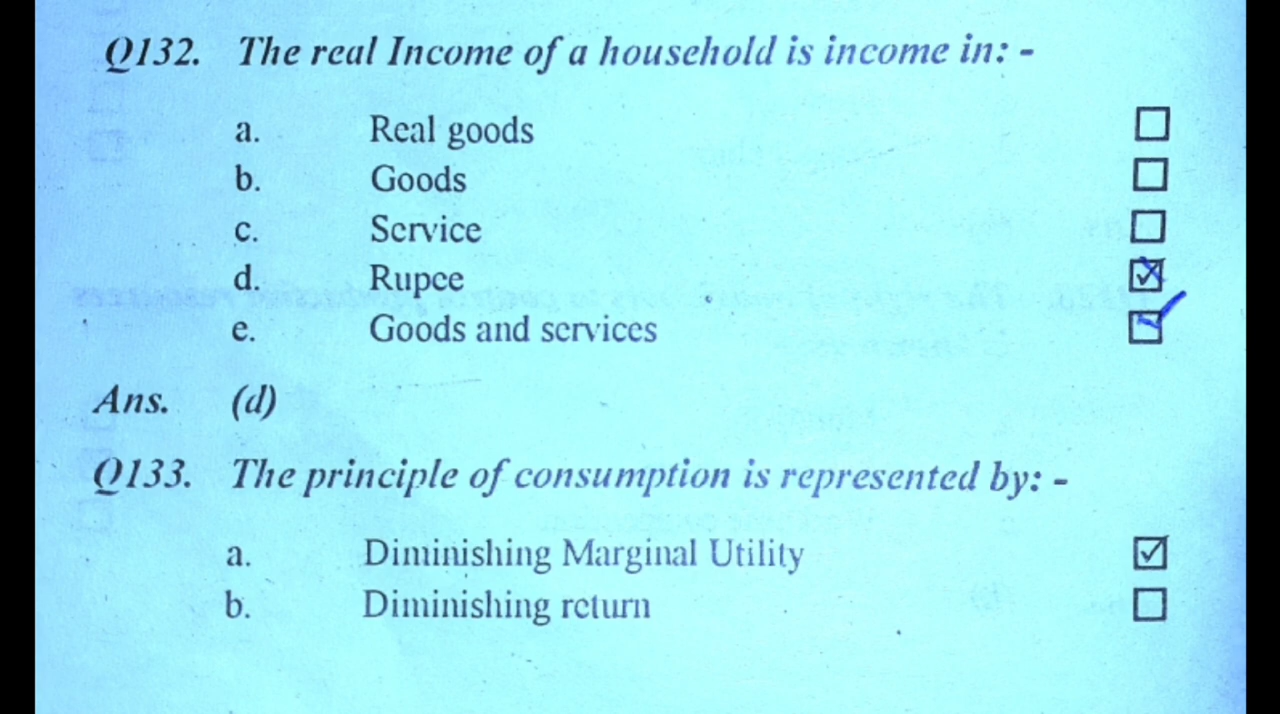 Q132. The real Income of a household is income in: -
a. Real goods
b. Goods
c. Service
d. Rupee
e. Goods and services
Ans. (d)
Q133. The principle of consumption is represented by: -
a. Diminishing Marginal Utility
b. Diminishing return